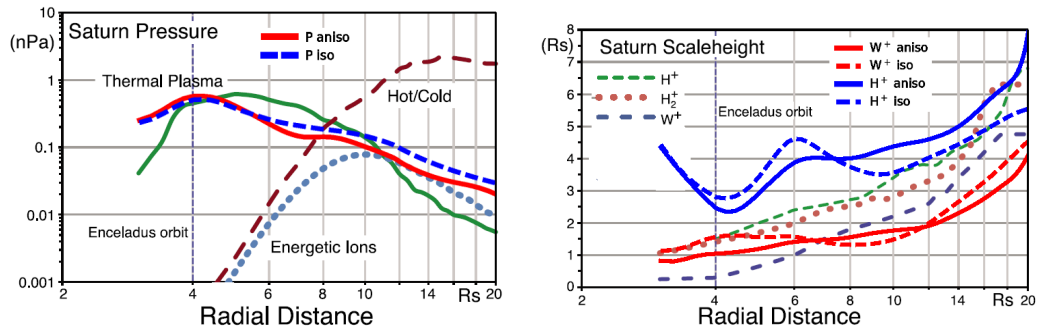 10
(nPa)
Saturn Pressure
P aniso
P iso
Thermal Plasma
1
Hot/Cold
0.1
0.01
Enceladus orbit
Energetic Ions
0.001
2 4 6 8 10 14 Rs 20
Radial Distance
8
(Rs)
7
Saturn Scaleheight
W+ aniso
W+ iso
H+ aniso
H+ iso
6
H+
H2+
W+
Enceladus orbit
5
4
3
2
1
0
2 4 6 10 14 Rs 20
Radial Distance